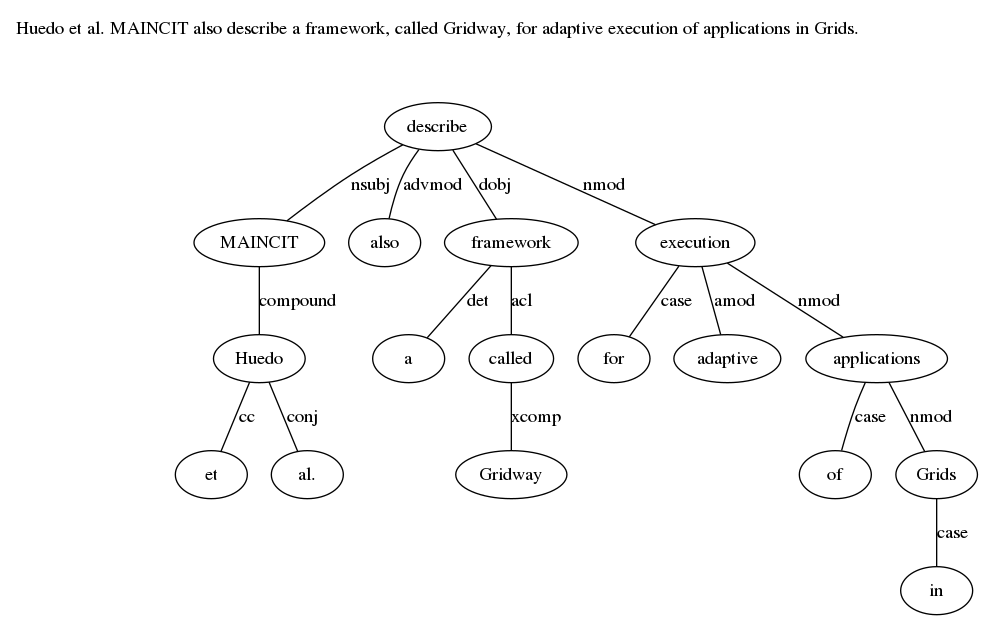 Huedo et al. MAINCIT also describe a framework, called Gridway, for adaptive execution of applications in Grids.
describe
nsubj advmod dobj nmod
MAINCIT also framework execution
compound det acl case amod nmod
Huedo a called for adaptive applications
cc conj xcomp case nmod
et al. Gridway of Grids
case
in